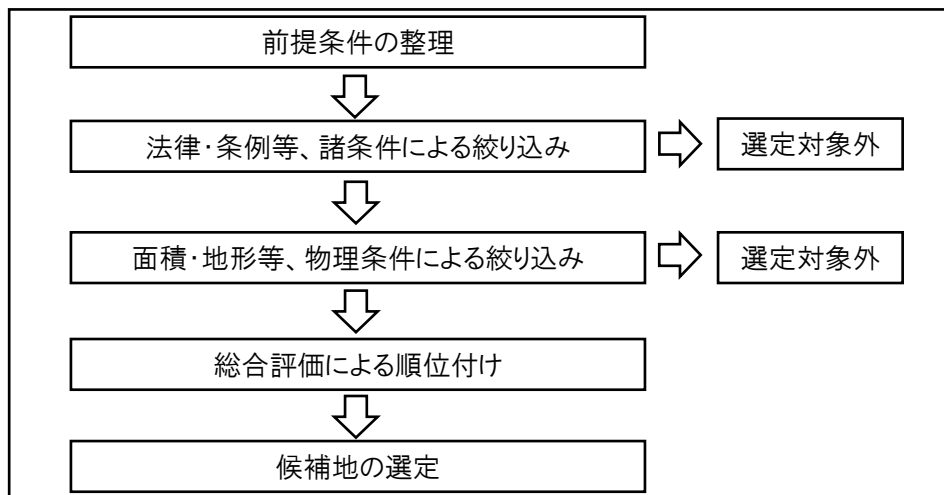 前提条件の整理
法律・条例等、諸条件による絞り込み
選定対象外
面積・地形等、物理条件による絞り込み
選定対象外
総合評価による順位付け
候補地の選定